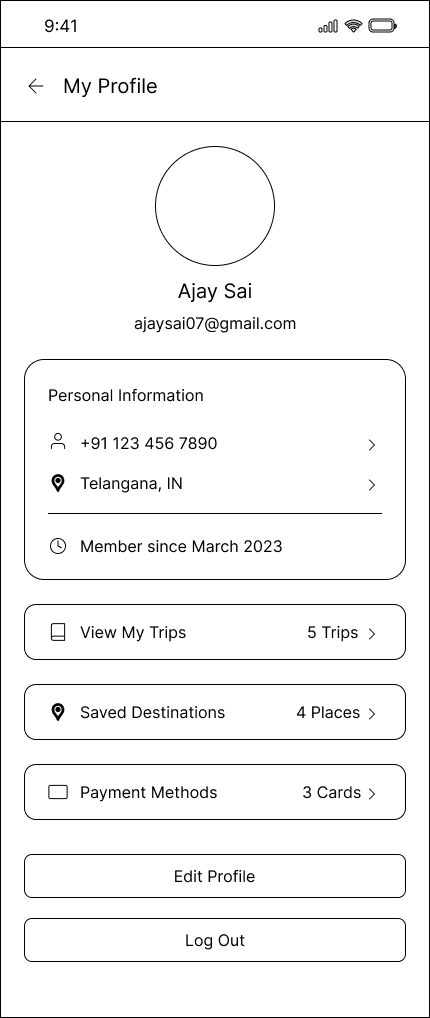 9:41
My Profile
Ajay Sai
ajaysai07@gmail.com
Personal Information
+91 123 456 7890
Telangana, IN
Member since March 2023
View My Trips 5 Trips
Saved Destinations 4 Places
Payment Methods 3 Cards
Edit Profile
Log Out